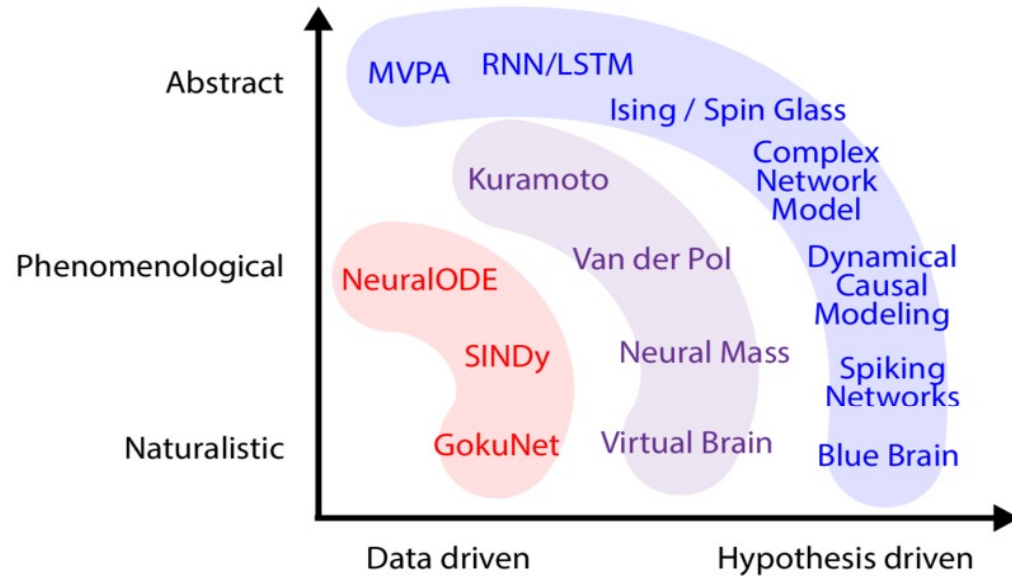 Abstract
MVPA
RNN/LSTM
Ising / Spin Glass
Complex
Network
Model
Kuramoto
Phenomenological
NeuralODE
Van der Pol
Dynamical
Causal
Modeling
SINDy
Neural Mass
Spiking
Networks
Naturalistic
GokuNet
Virtual Brain
Blue Brain
Data driven
Hypothesis driven